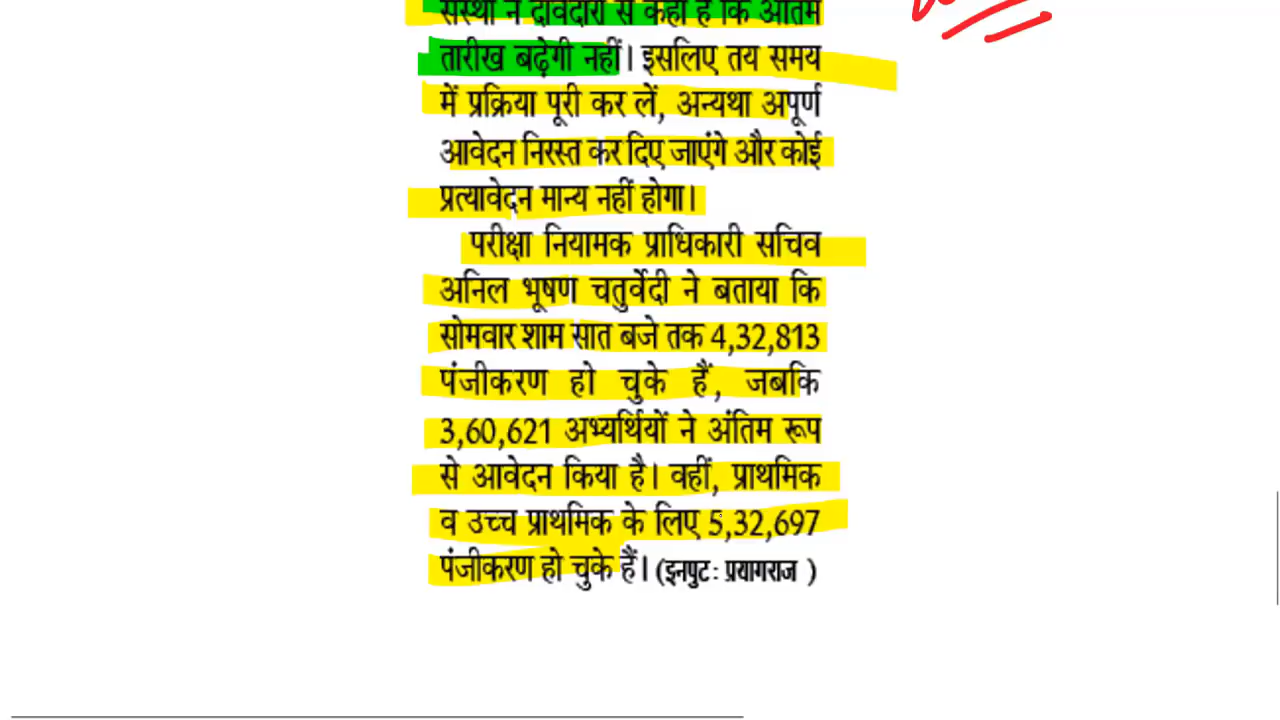 संस्था ने दावेदारों से कहा है कि अंतिम
तारीख बढ़ेगी नहीं। इसलिए तय समय
में प्रक्रिया पूरी कर लें, अन्यथा अपूर्ण
आवेदन निरस्त कर दिए जाएंगे और कोई
प्रत्यावेदन मान्य नहीं होगा।
परीक्षा नियामक प्राधिकारी सचिव
अनिल भूषण चतुर्वेदी ने बताया कि
सोमवार शाम सात बजे तक 4,32,813
पंजीकरण हो चुके हैं, जबकि
3,60,621 अभ्यर्थियों ने अंतिम रूप
से आवेदन किया है। वहीं, प्राथमिक
व उच्च प्राथमिक के लिए 5,32,697
पंजीकरण हो चुके हैं। (इनपुटः प्रयागराज )